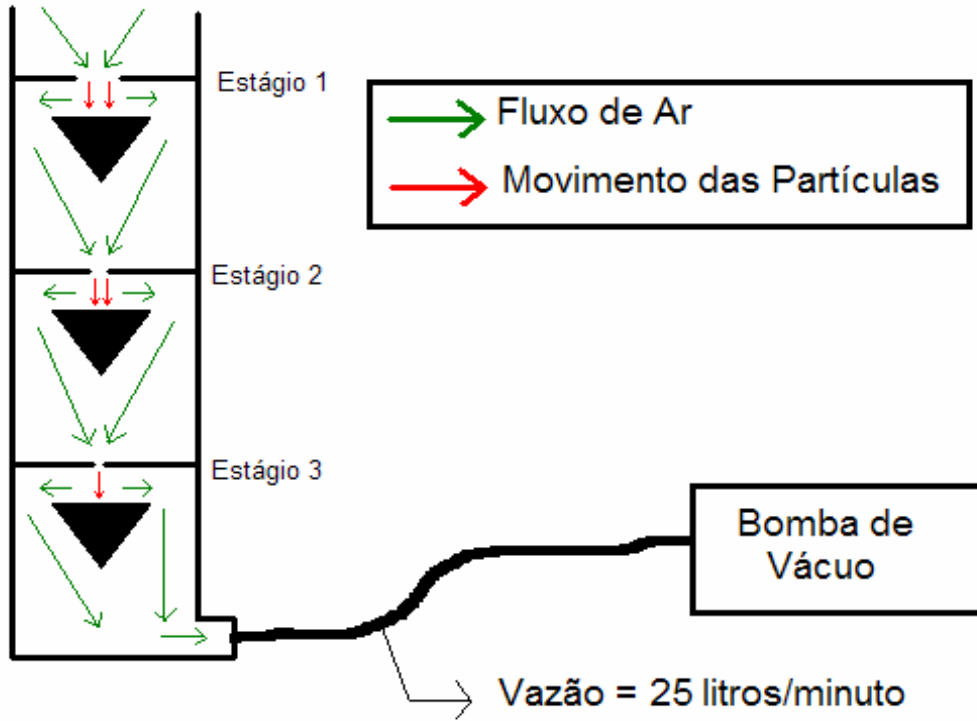 Estágio 1
Fluxo de Ar
Movimento das Partículas
Estágio 2
Estágio 3
Bomba de
Vácuo
Vazão = 25 litros/minuto